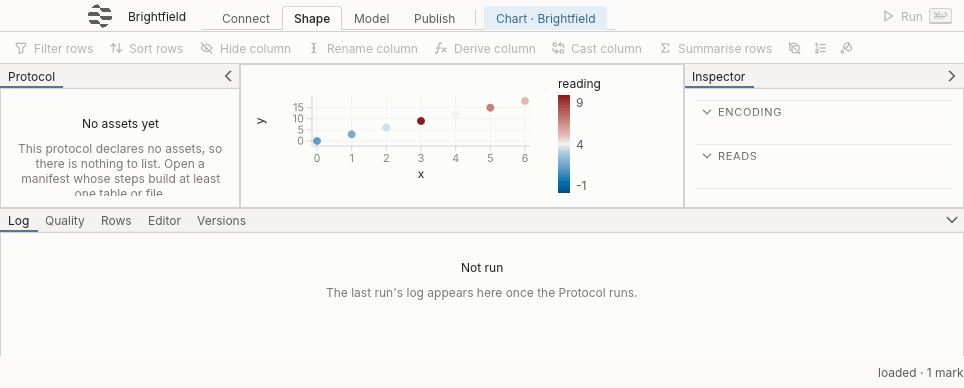 Brightfield
Connect Shape Model Publish Chart · Brightfield
Run
Filter rows Sort rows Hide column Rename column Derive column Cast column Summarise rows
Protocol
No assets yet
This protocol declares no assets, so
there is nothing to list. Open a
manifest whose steps build at least
one table or file.
y
15
10
5
0
0 1 2 3 4 5 6
x
reading
9
4
-1
Inspector
ENCODING
READS
Log Quality Rows Editor Versions
Not run
The last run's log appears here once the Protocol runs.
loaded · 1 mark